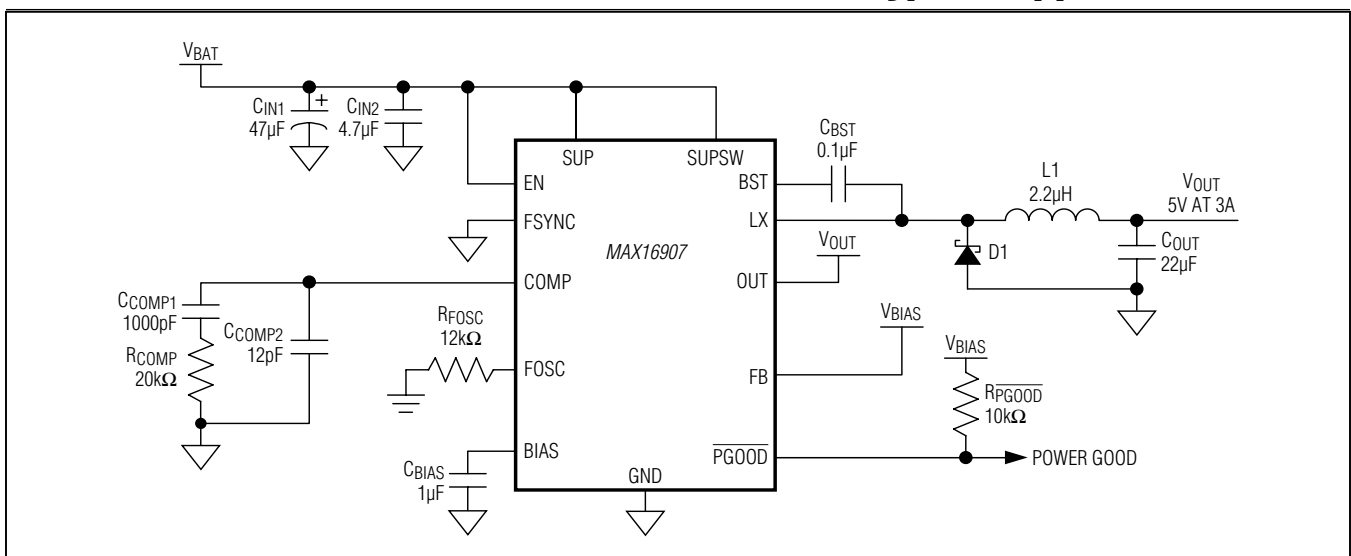 VBAT
CIN1
47µF
+
CIN2
4.7µF
SUP
SUPSW
EN
FSYNC
COMP
FOSC
BIAS
GND
MAX16907
BST
LX
OUT
FB
PGOOD
CBST
0.1µF
L1
2.2µH
VOUT
5V AT 3A
D1
COUT
22µF
VOUT
VBIAS
VBIAS
RPGOOD
10kΩ
POWER GOOD
CCOMP1
1000pF
RCOMP
20kΩ
CCOMP2
12pF
RFOSC
12kΩ
CBIAS
1µF